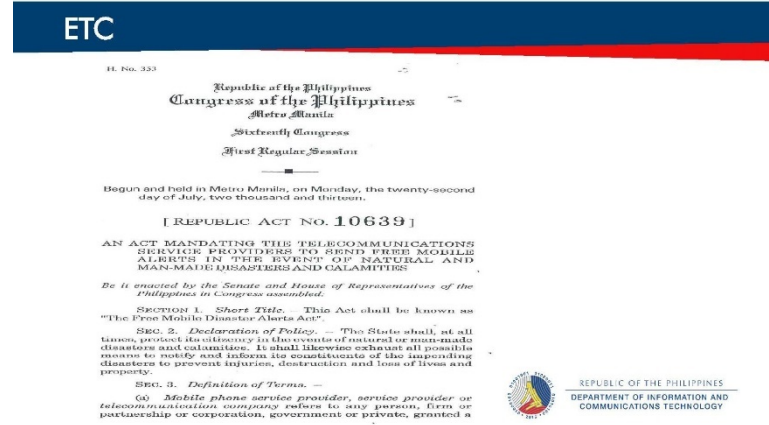 ETC
H. No. 353
Republic of the Philippines
Congress of the Philippines
Metro Manila
Sixteenth Congress
First Regular Session
Begun and held in Metro Manila, on Monday, the twenty-second
day of July, two thousand and thirteen.
[ REPUBLIC ACT NO. 10639 ]
AN ACT MANDATING THE TELECOMMUNICATIONS
SERVICE PROVIDERS TO SEND FREE MOBILE
ALERTS IN THE EVENT OF NATURAL AND
MAN-MADE DISASTERS AND CALAMITIES
Be it enacted by the Senate and House of Representatives of the
Philippines in Congress assembled:
SECTION 1. Short Title. – This Act shall be known as
"The Free Mobile Disaster Alerts Act".
SEC. 2. Declaration of Policy. – The State shall, at all
times, protect its citizenry in the events of natural or man-made
disasters and calamities. It shall likewise exhaust all possible
means to notify and inform its constituents of the impending
disasters to prevent injuries, destruction and loss of lives and
property.
SEC. 3. Definition of Terms. –
(a) Mobile phone service provider, service provider or
telecommunication company refers to any person, firm or
partnership or corporation, government or private, granted a
REPUBLIC OF THE PHILIPPINES
DEPARTMENT OF INFORMATION AND
COMMUNICATIONS TECHNOLOGY